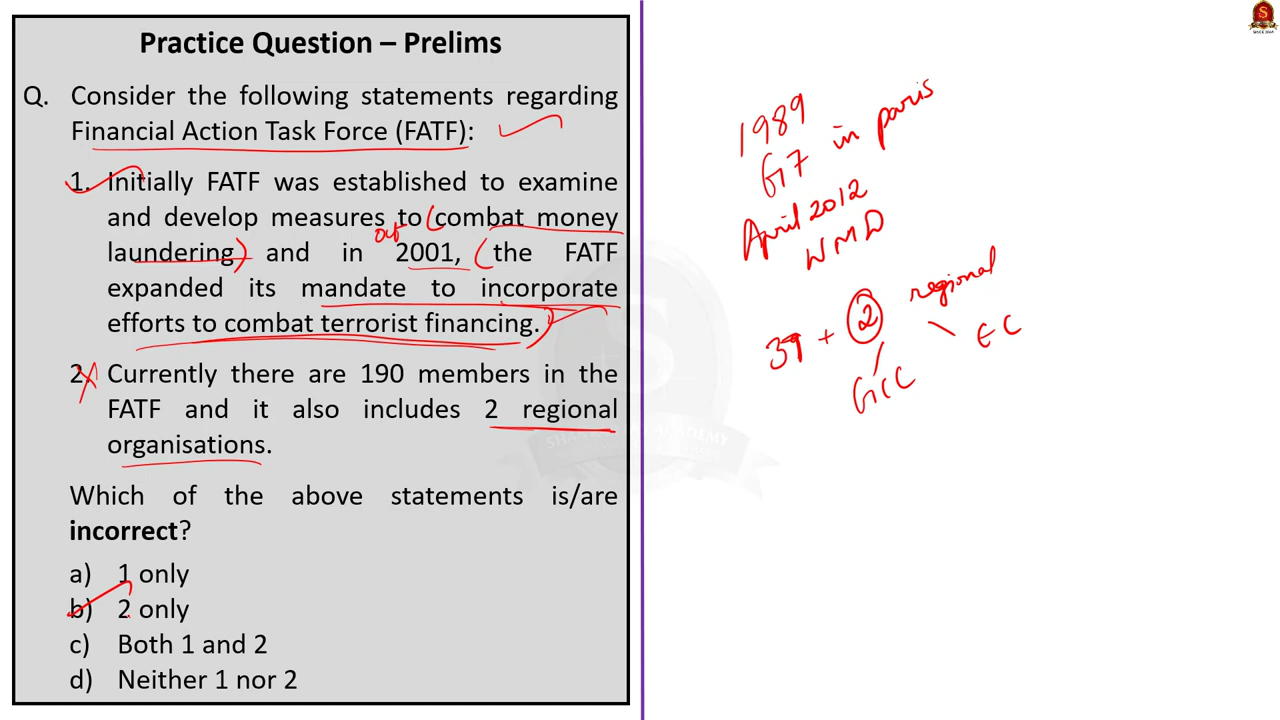 Practice Question – Prelims
Q. Consider the following statements regarding
Financial Action Task Force (FATF):
1. Initially FATF was established to examine
and develop measures to (combat money
oct
laundering) and in 2001, (the FATF
expanded its mandate to incorporate
efforts to combat terrorist financing.)
2. Currently there are 190 members in the
FATF and it also includes 2 regional
organisations.
Which of the above statements is/are
incorrect?
a) 1 only
b) 2 only
c) Both 1 and 2
d) Neither 1 nor 2
1989
G7 in paris
April 2012
WMD
+ 2 regional
GCC
EC
SHANKAR IAS ACADEMY
S